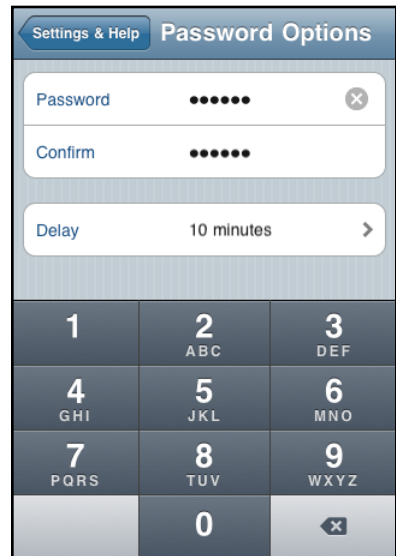 Settings & Help Password Options
Password ••••••
Confirm ••••••
Delay 10 minutes
1 2 3
ABC DEF
4 5 6
GHI JKL MNO
7 8 9
PQRS TUV WXYZ
0